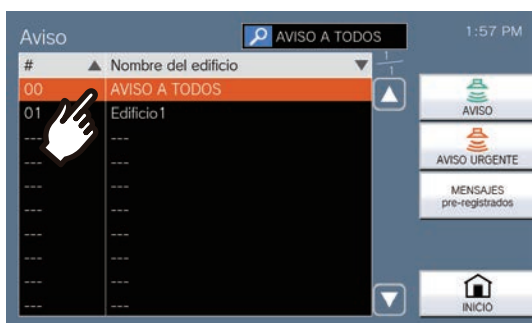 Aviso
AVISO A TODOS
1:57 PM
# Nombre del edificio
1/1
00 AVISO A TODOS
01 Edificio1
--- ---
--- ---
--- ---
--- ---
--- ---
--- ---
--- ---
--- ---
AVISO
AVISO URGENTE
MENSAJES
pre-registrados
INICIO